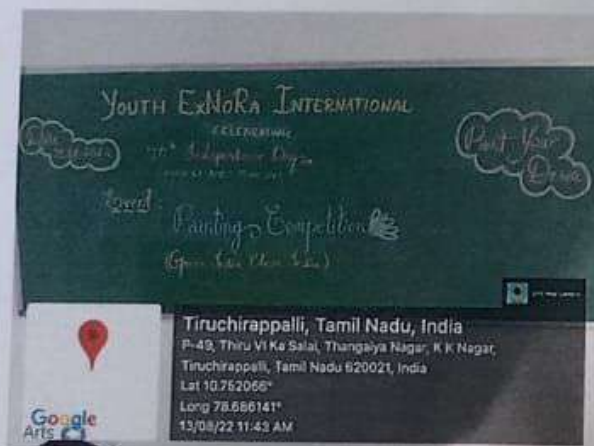 YOUTH EXNORA INTERNATIONAL
CELEBRATING
Independence Day
Event:
Painting Competition
Paint Your
Google
Arts
Tiruchirappalli, Tamil Nadu, India
P-49, Thiru VI Ka Salai, Thangaiya Nagar, K K Nagar,
Tiruchirappalli, Tamil Nadu 620021, India
Lat 10.752066°
Long 78.686141°
13/08/22 11:43 AM